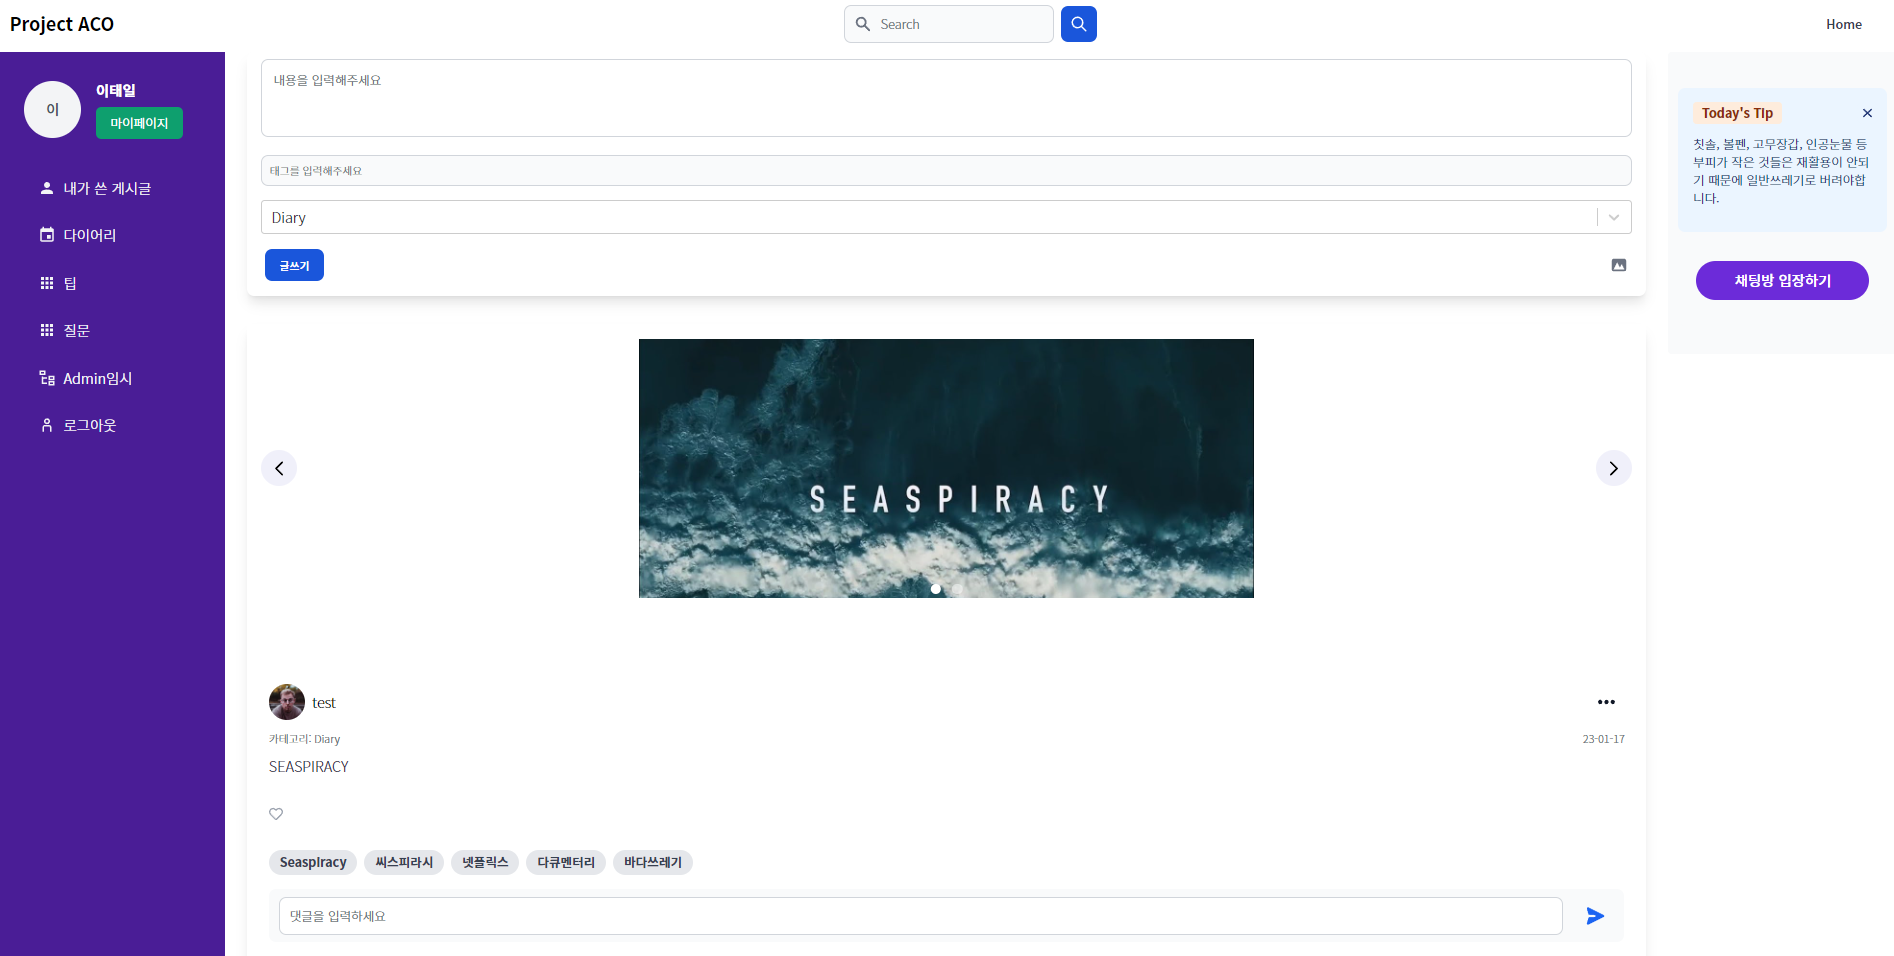 Project ACO
Search
Home
이
이태일
마이페이지
내가 쓴 게시글
다이어리
팁
질문
Admin임시
로그아웃
내용을 입력해주세요
태그를 입력해주세요
Diary
글쓰기
SEASPIRACY
test
카테고리: Diary
23-01-17
SEASPIRACY
Seaspiracy
씨스피라시
넷플릭스
다큐멘터리
바다쓰레기
댓글을 입력하세요
Today's Tip
칫솔, 볼펜, 고무장갑, 인공눈물 등
부피가 작은 것들은 재활용이 안되
기 때문에 일반쓰레기로 버려야합
니다.
채팅방 입장하기